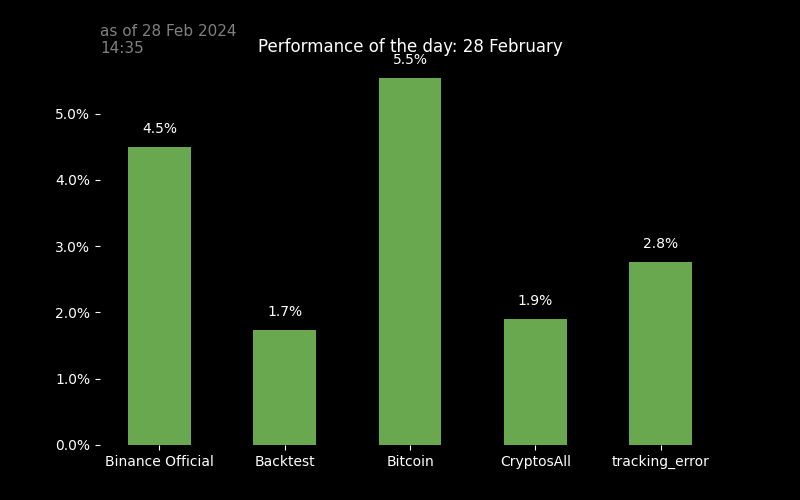 as of 28 Feb 2024
14:35
Performance of the day: 28 February
5.5%
5.0%
4.5%
4.0%
3.0%
2.8%
2.0%
1.7%
1.9%
1.0%
0.0%
Binance Official
Backtest
Bitcoin
CryptosAll
tracking_error